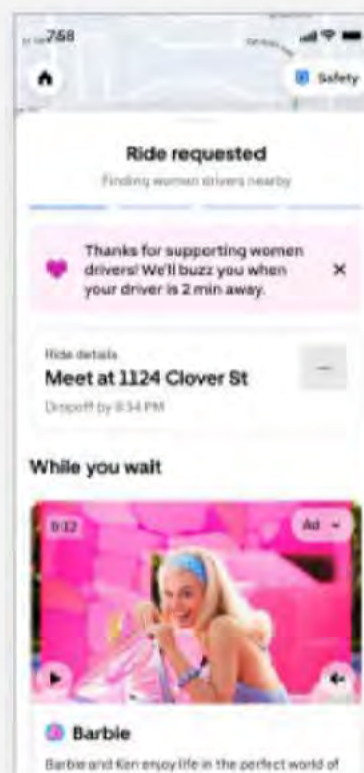 7:58
Safety
Ride requested
Finding women drivers nearby
Thanks for supporting women
drivers! We'll buzz you when
your driver is 2 min away.
Ride details
Meet at 1124 Clover St
Dropoff by 8:34 PM
While you wait
0:12
Ad
Barbie
Barbie and Ken enjoy life in the perfect world of